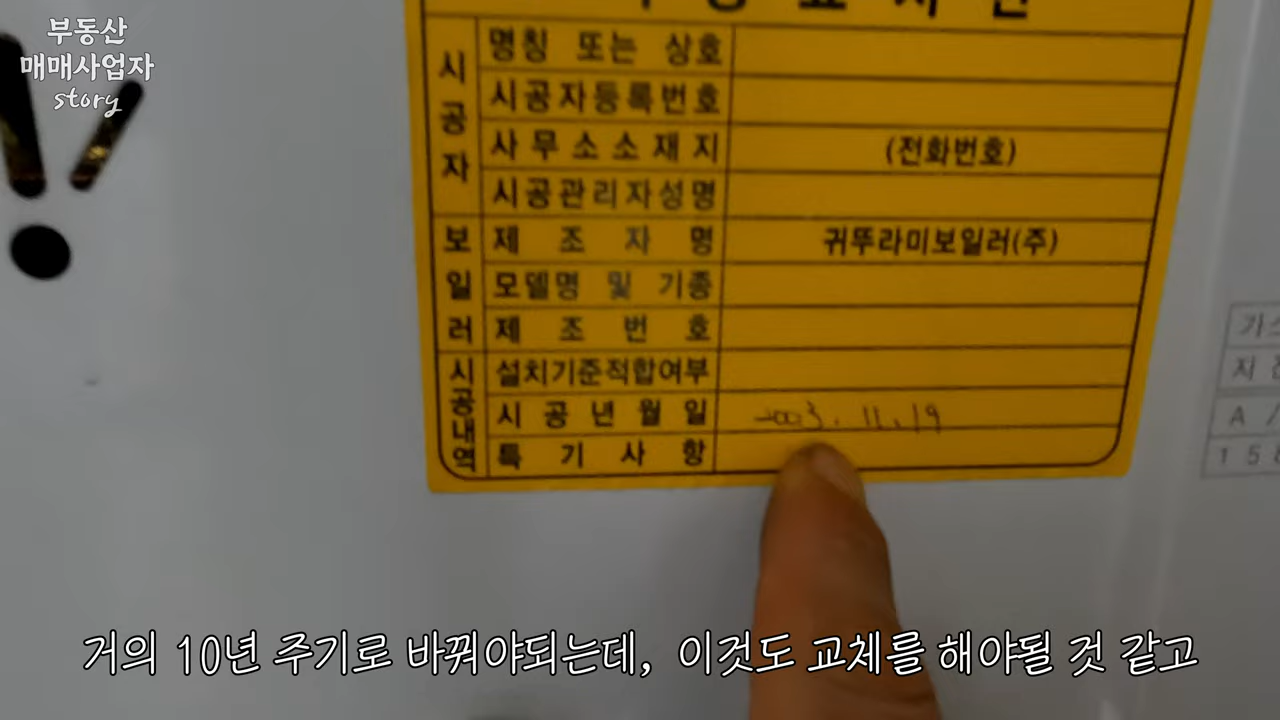 부동산
매매사업자
story
시공자
명칭 또는 상호
시공자등록번호
사무소소재지 (전화번호)
시공관리자성명
보일러
제조자명 귀뚜라미보일러(주)
모델명 및 기종
제조번호
시공내역
설치기준적합여부
시공년월일 2003. 11. 19
특기사항
지
A
1 5
거의 10년 주기로 바꿔야되는데, 이것도 교체를 해야될 것 같고